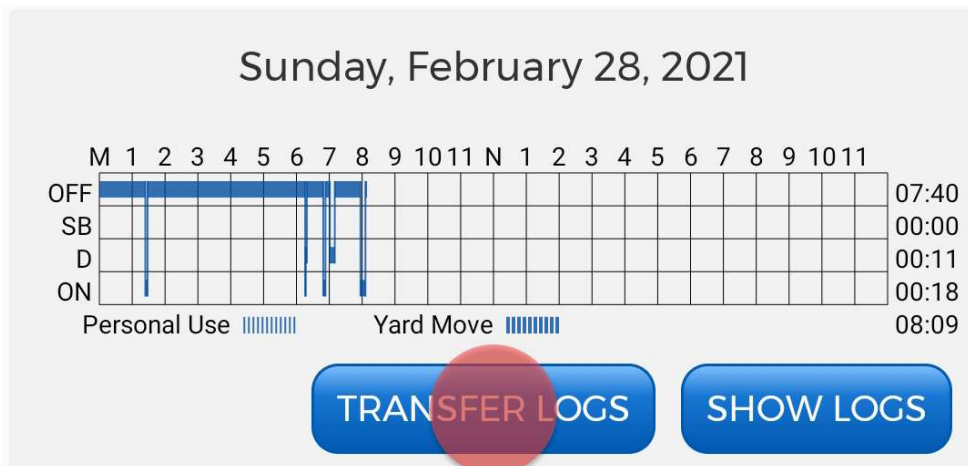 Sunday, February 28, 2021
M 1 2 3 4 5 6 7 8 9 10 11 N 1 2 3 4 5 6 7 8 9 10 11
OFF 07:40
SB 00:00
D 00:11
ON 00:18
Personal Use Yard Move 08:09
TRANSFER LOGS SHOW LOGS